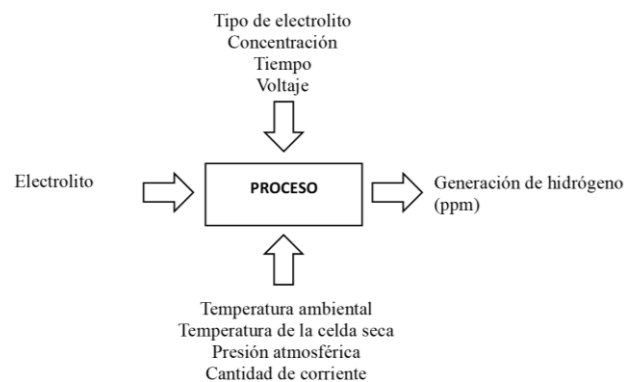 Tipo de electrolito
Concentración
Tiempo
Voltaje
Electrolito
PROCESO
Generación de hidrógeno
(ppm)
Temperatura ambiental
Temperatura de la celda seca
Presión atmosférica
Cantidad de corriente